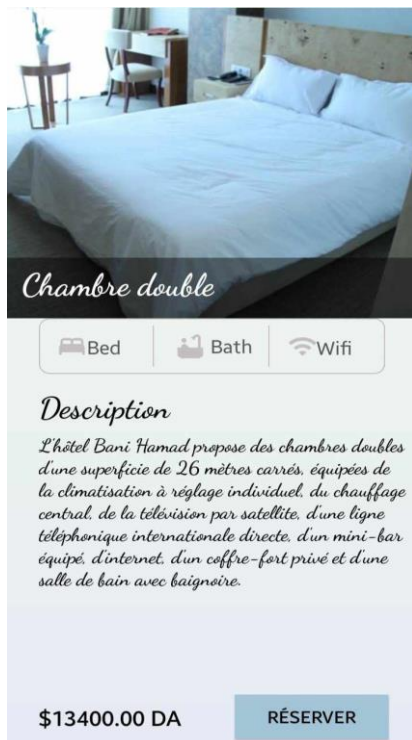 Chambre double
Bed
Bath
Wifi
Description
L'hôtel Bani Hamad propose des chambres doubles
d'une superficie de 26 mètres carrés, équipées de
la climatisation à réglage individuel, du chauffage
central, de la télévision par satellite, d'une ligne
téléphonique internationale directe, d'un mini-bar
équipé, d'internet, d'un coffre-fort privé et d'une
salle de bain avec baignoire.
$13400.00 DA
RÉSERVER